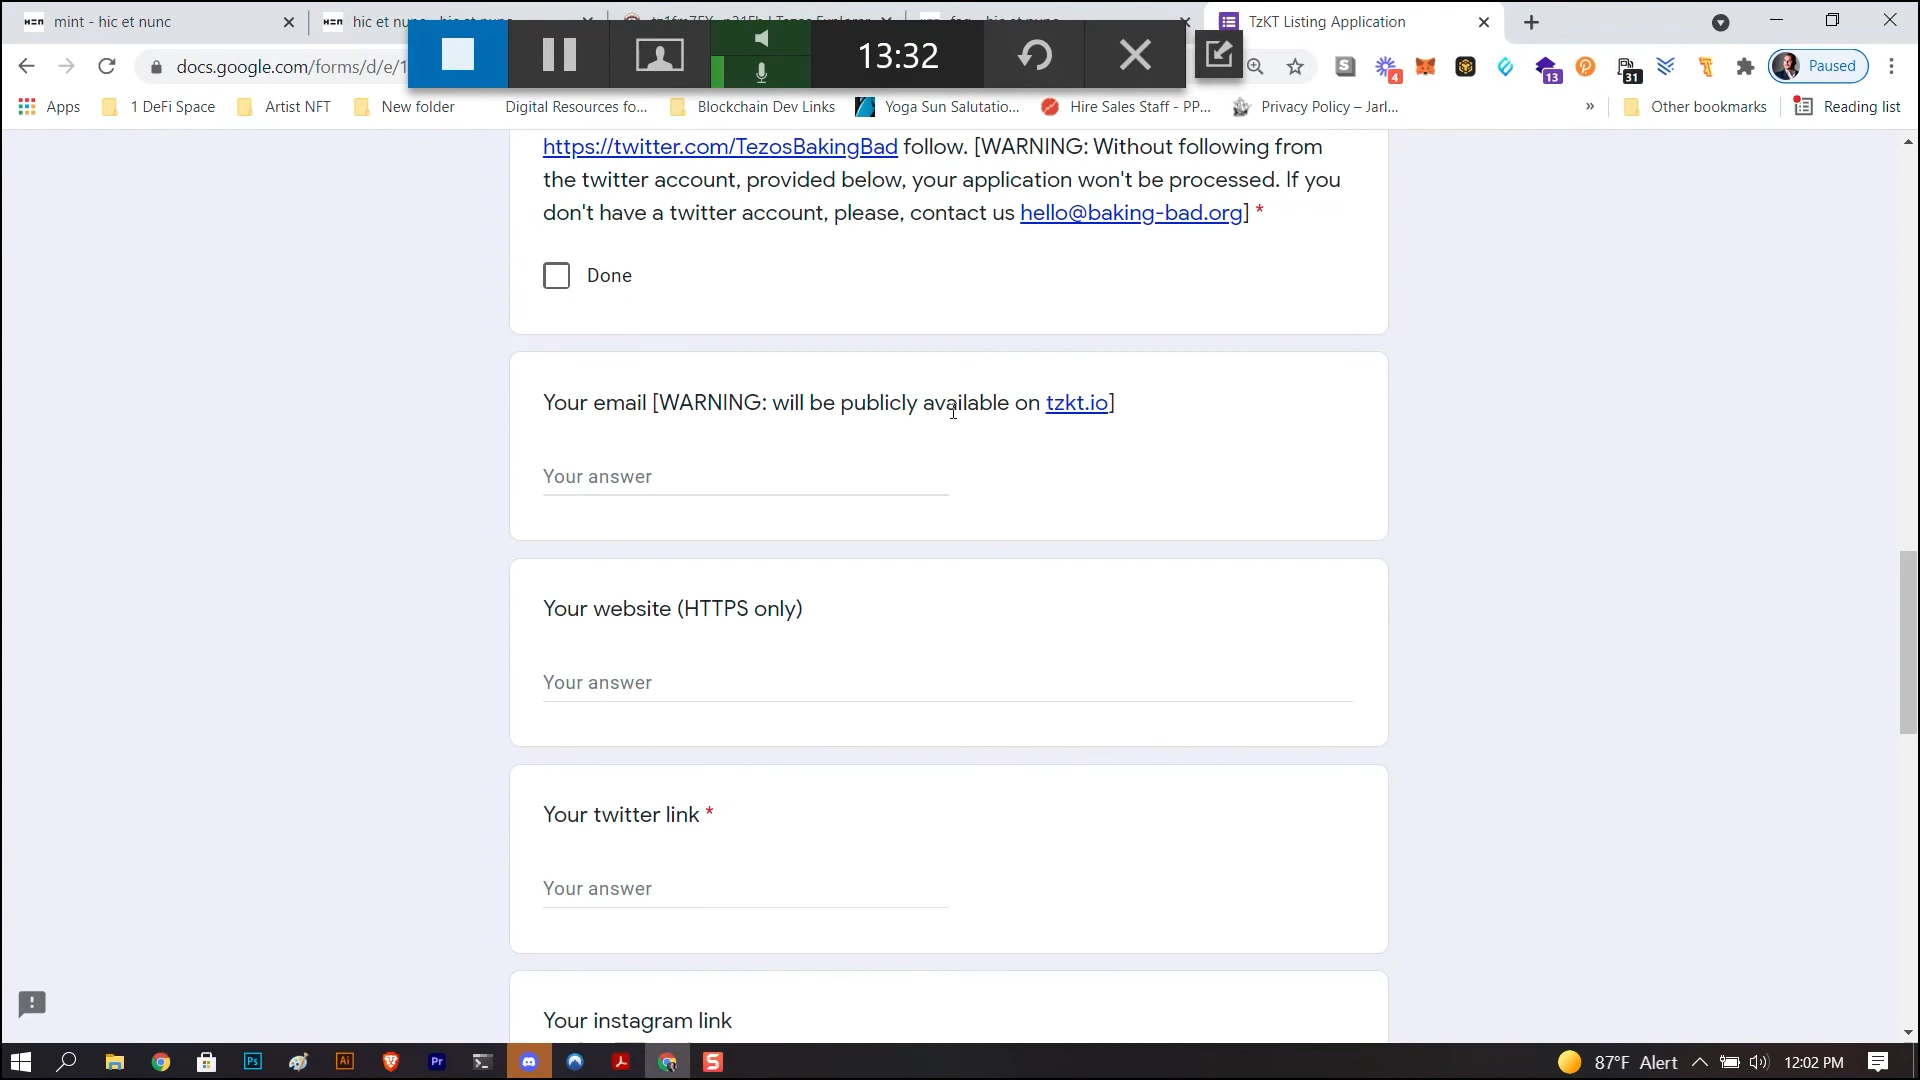 mint - hic et nunc
TzKT Listing Application
docs.google.com/forms/d/e/1
13:32
4
13
31
Paused
Apps
1 DeFi Space
Artist NFT
New folder
Digital Resources fo...
Blockchain Dev Links
Yoga Sun Salutatio...
Hire Sales Staff - PP...
Privacy Policy – Jarl...
»
Other bookmarks
Reading list
https://twitter.com/TezosBakingBad follow. [WARNING: Without following from
the twitter account, provided below, your application won't be processed. If you
don't have a twitter account, please, contact us hello@baking-bad.org] *
Done
Your email [WARNING: will be publicly available on tzkt.io]
Your answer
Your website (HTTPS only)
Your answer
Your twitter link *
Your answer
Your instagram link
87°F Alert
12:02 PM